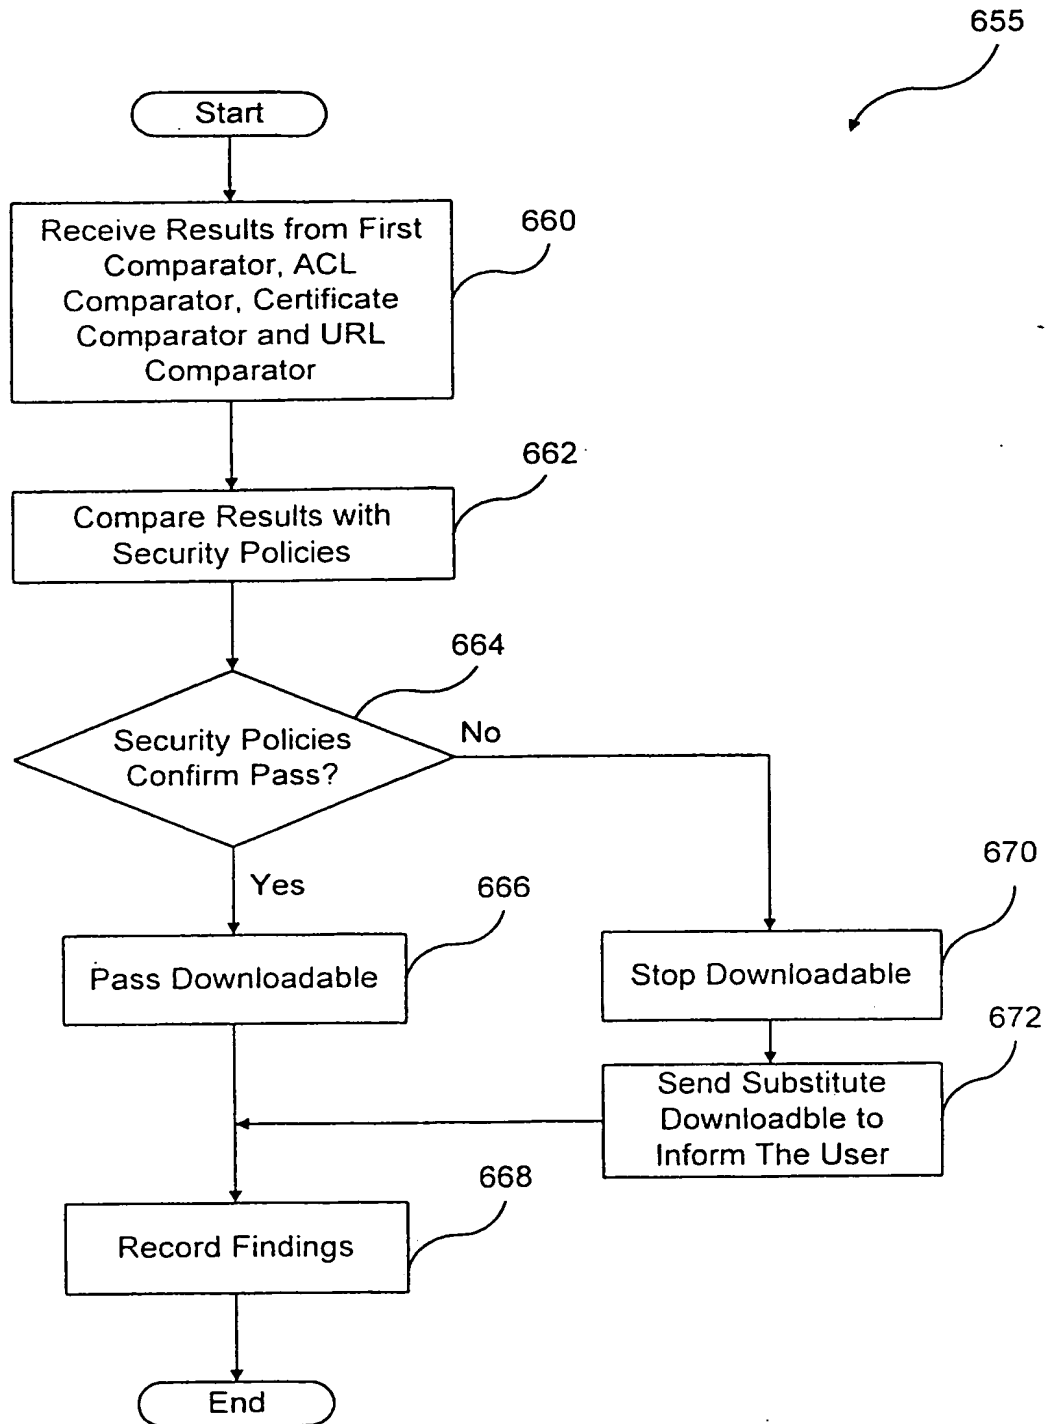 655
Start
Receive Results from First
Comparator, ACL
Comparator, Certificate
Comparator and URL
Comparator
660
662
Compare Results with
Security Policies
664
Security Policies
Confirm Pass?
No
Yes
666
Pass Downloadable
670
Stop Downloadable
672
Send Substitute
Downloadble to
Inform The User
668
Record Findings
End